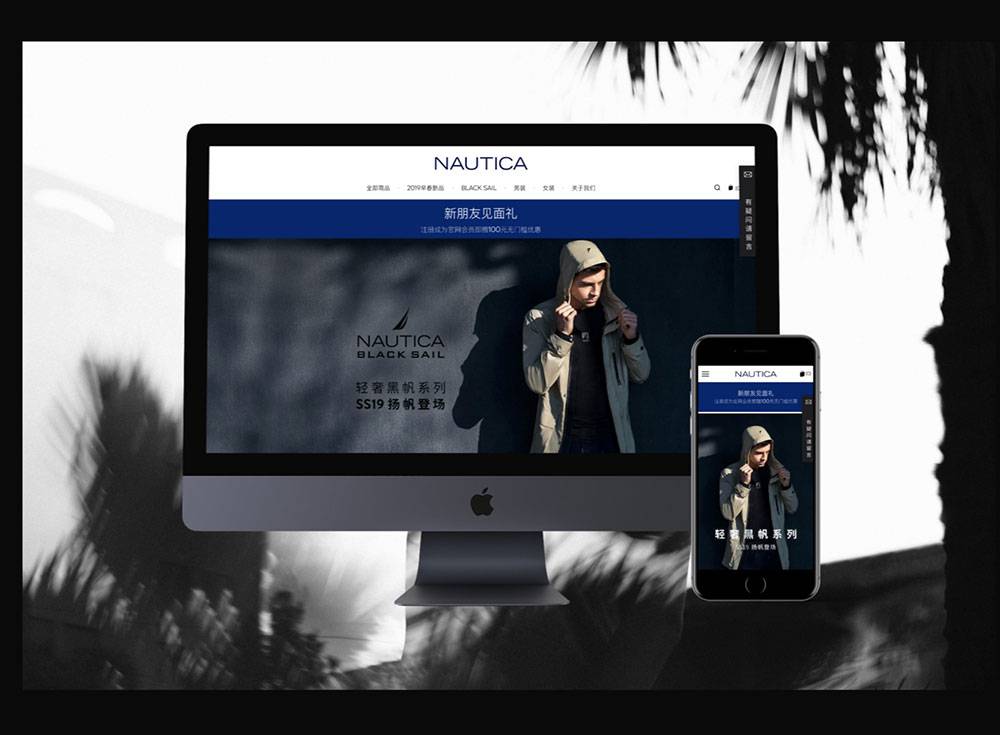 NAUTICA
全部商品 · 2019早春新品 · BLACK SAIL · 男装 · 女装 · 关于我们
新朋友见面礼
注册成为官网会员即赠100元无门槛优惠
有疑问请留言
NAUTICA
BLACK SAIL
轻奢黑帆系列
SS19 扬帆登场
NAUTICA
新朋友见面礼
注册成为官网会员即赠100元无门槛优惠
有疑问请留言
轻奢黑帆系列
SS19 扬帆登场